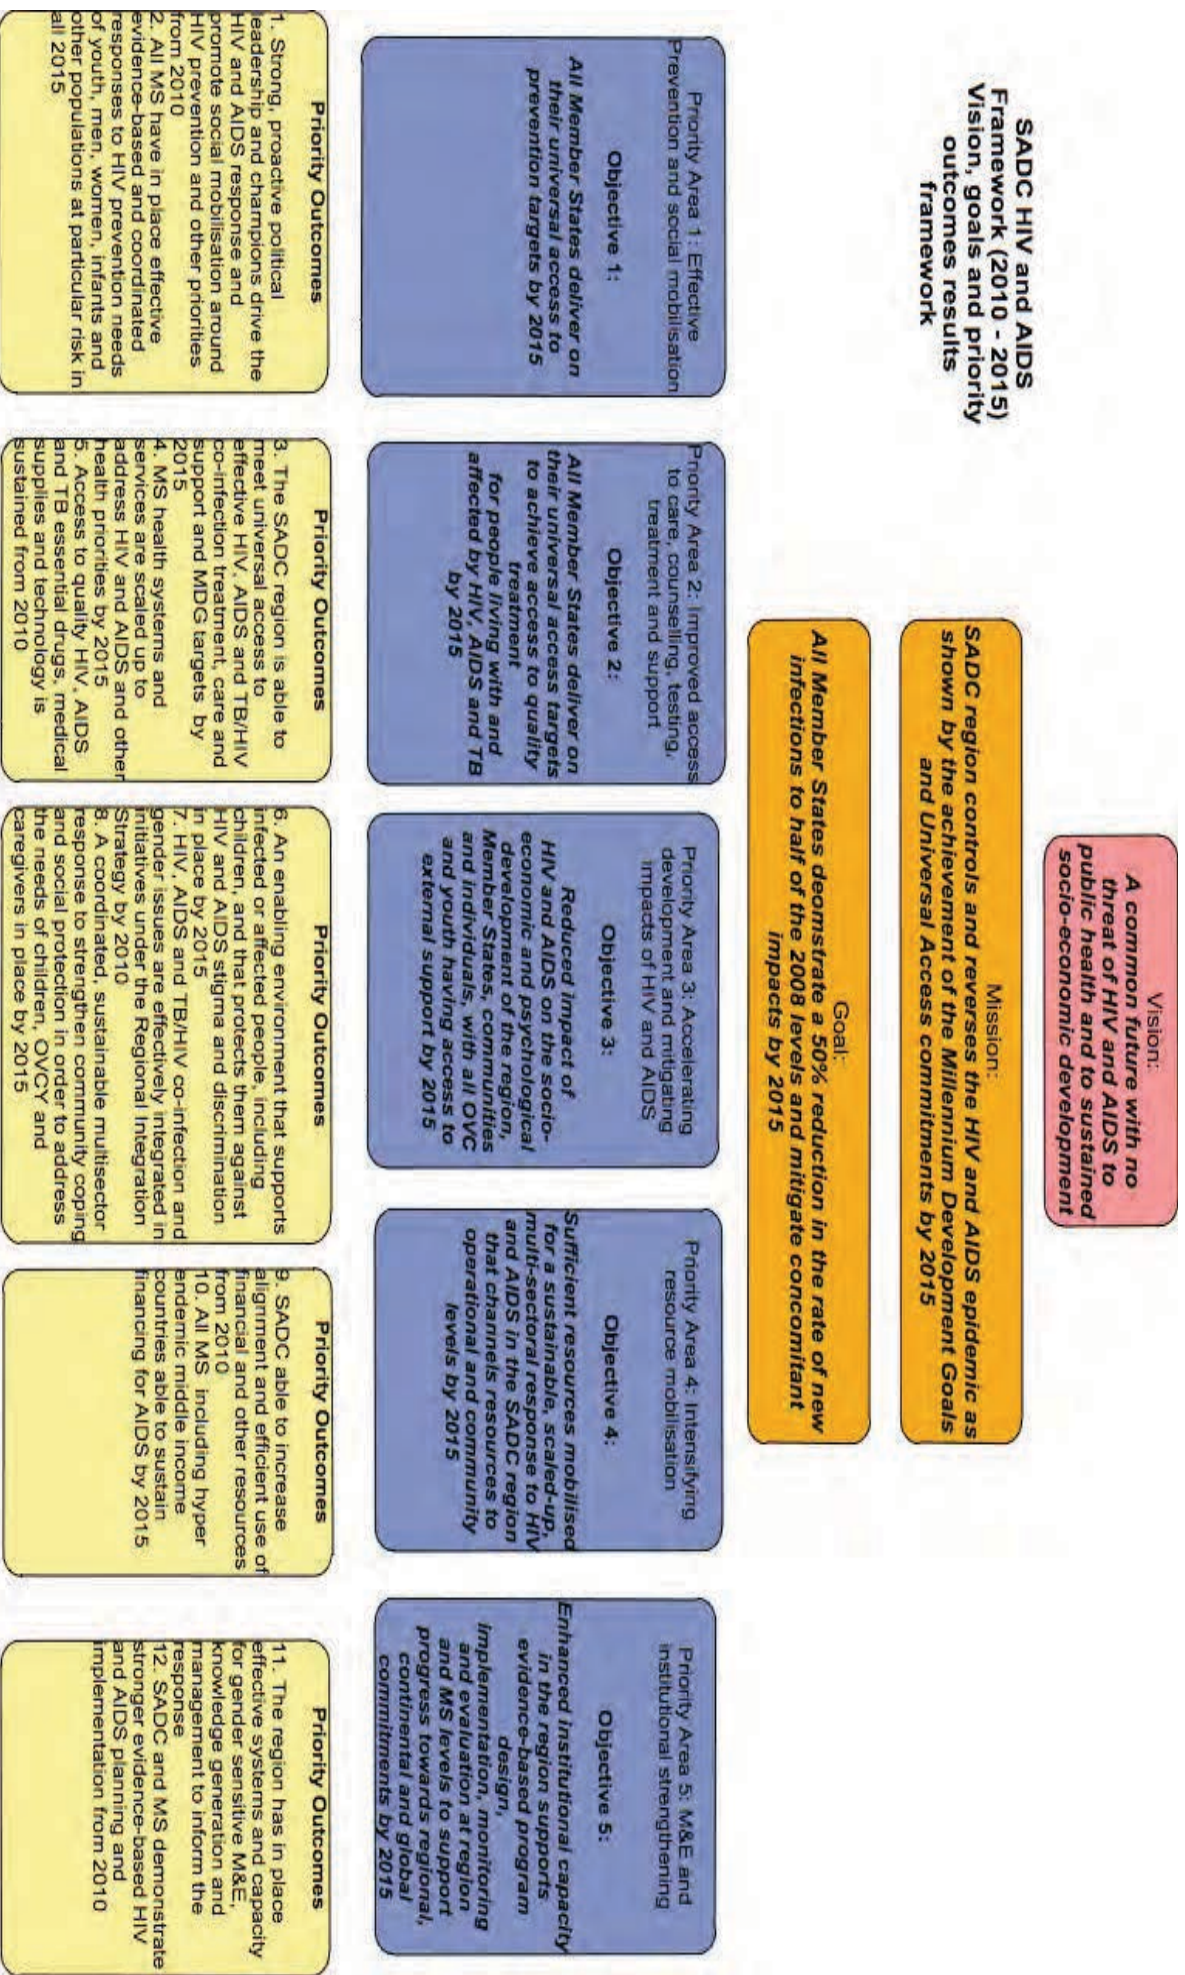 SADC HIV and AIDS
Framework (2010 - 2015)
Vision, goals and priority
outcomes results
framework
Vision:
A common future with no
threat of HIV and AIDS to
public health and to sustained
socio-economic development
Mission:
SADC region controls and reverses the HIV and AIDS epidemic as
shown by the achievement of the Millennium Development Goals
and Universal Access commitments by 2015
Goal:
All Member States deomstrate a 50% reduction in the rate of new
infections to half of the 2008 levels and mitigate concomitant
impacts by 2015
Priority Area 1: Effective
Prevention and social mobilisation
Objective 1:
All Member States deliver on
their universal access to
prevention targets by 2015
Priority Area 2: Improved access
to care, counselling, testing,
treatment and support
Objective 2:
All Member States deliver on
their universal access targets
to achieve access to quality
treatment
for people living with and
affected by HIV, AIDS and TB
by 2015
Priority Area 3: Accelerating
development and mitigating
impacts of HIV and AIDS
Objective 3:
Reduced impact of
HIV and AIDS on the socio-
economic and psychological
development of the region,
Member States, communities
and individuals, with all OVC
and youth having access to
external support by 2015
Priority Area 4: Intensifying
resource mobilisation
Objective 4:
Sufficient resources mobilised
for a sustainable, scaled-up,
multi-sectoral response to HIV
and AIDS in the SADC region
that channels resources to
operational and community
levels by 2015
Priority Area 5: M&E and
institutional strengthening
Objective 5:
Enhanced institutional capacity
in the region supports
evidence-based program
design,
implementation, monitoring
and evaluation at region
and MS levels to support
progress towards regional,
continental and global
commitments by 2015
Priority Outcomes
1. Strong, proactive political
leadership and champions drive the
HIV and AIDS response and
promote social mobilisation around
HIV prevention and other priorities
from 2010
2. All MS have in place effective
evidence-based and coordinated
responses to HIV prevention needs
of youth, men, women, infants and
other populations at particular risk in
all 2015
Priority Outcomes
3. The SADC region is able to
meet universal access to
effective HIV, AIDS and TB/HIV
co-infection treatment, care and
support and MDG targets by
2015
4. MS health systems and
services are scaled up to
address HIV and AIDS and other
health priorities by 2015
5. Access to quality HIV, AIDS
and TB essential drugs, medical
supplies and technology is
sustained from 2010
Priority Outcomes
6. An enabling environment that supports
infected or affected people, including
children, and that protects them against
HIV and AIDS stigma and discrimination
in place by 2015
7. HIV, AIDS and TB/HIV co-infection and
gender issues are effectively integrated in
initiatives under the Regional Integration
Strategy by 2010
8. A coordinated, sustainable multisector
response to strengthen community coping
and social protection in order to address
the needs of children, OVCY and
caregivers in place by 2015
Priority Outcomes
9. SADC able to increase
alignment and efficient use of
financial and other resources
from 2010
10. All MS including hyper
endemic middle income
countries able to sustain
financing for AIDS by 2015
Priority Outcomes
11. The region has in place
effective systems and capacity
for gender sensitive M&E,
knowledge generation and
management to inform the
response
12. SADC and MS demonstrate
stronger evidence-based HIV
and AIDS planning and
implementation from 2010